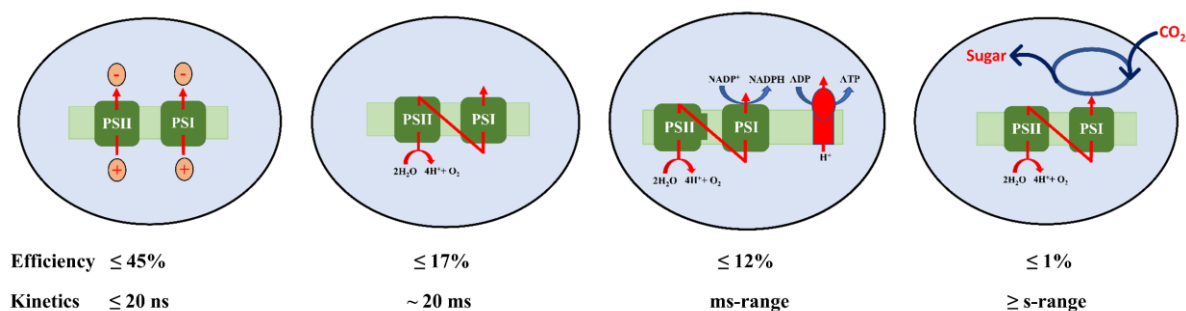 - -
PSII PSI
+ +
PSII PSI
2H₂O 4H⁺+ O₂
NADP⁺ NADPH ADP ATP
PSII PSI
2H₂O 4H⁺+ O₂
H⁺
CO₂
Sugar
PSII PSI
2H₂O 4H⁺+ O₂
Efficiency ≤ 45% ≤ 17% ≤ 12% ≤ 1%
Kinetics ≤ 20 ns ~ 20 ms ms-range ≥ s-range